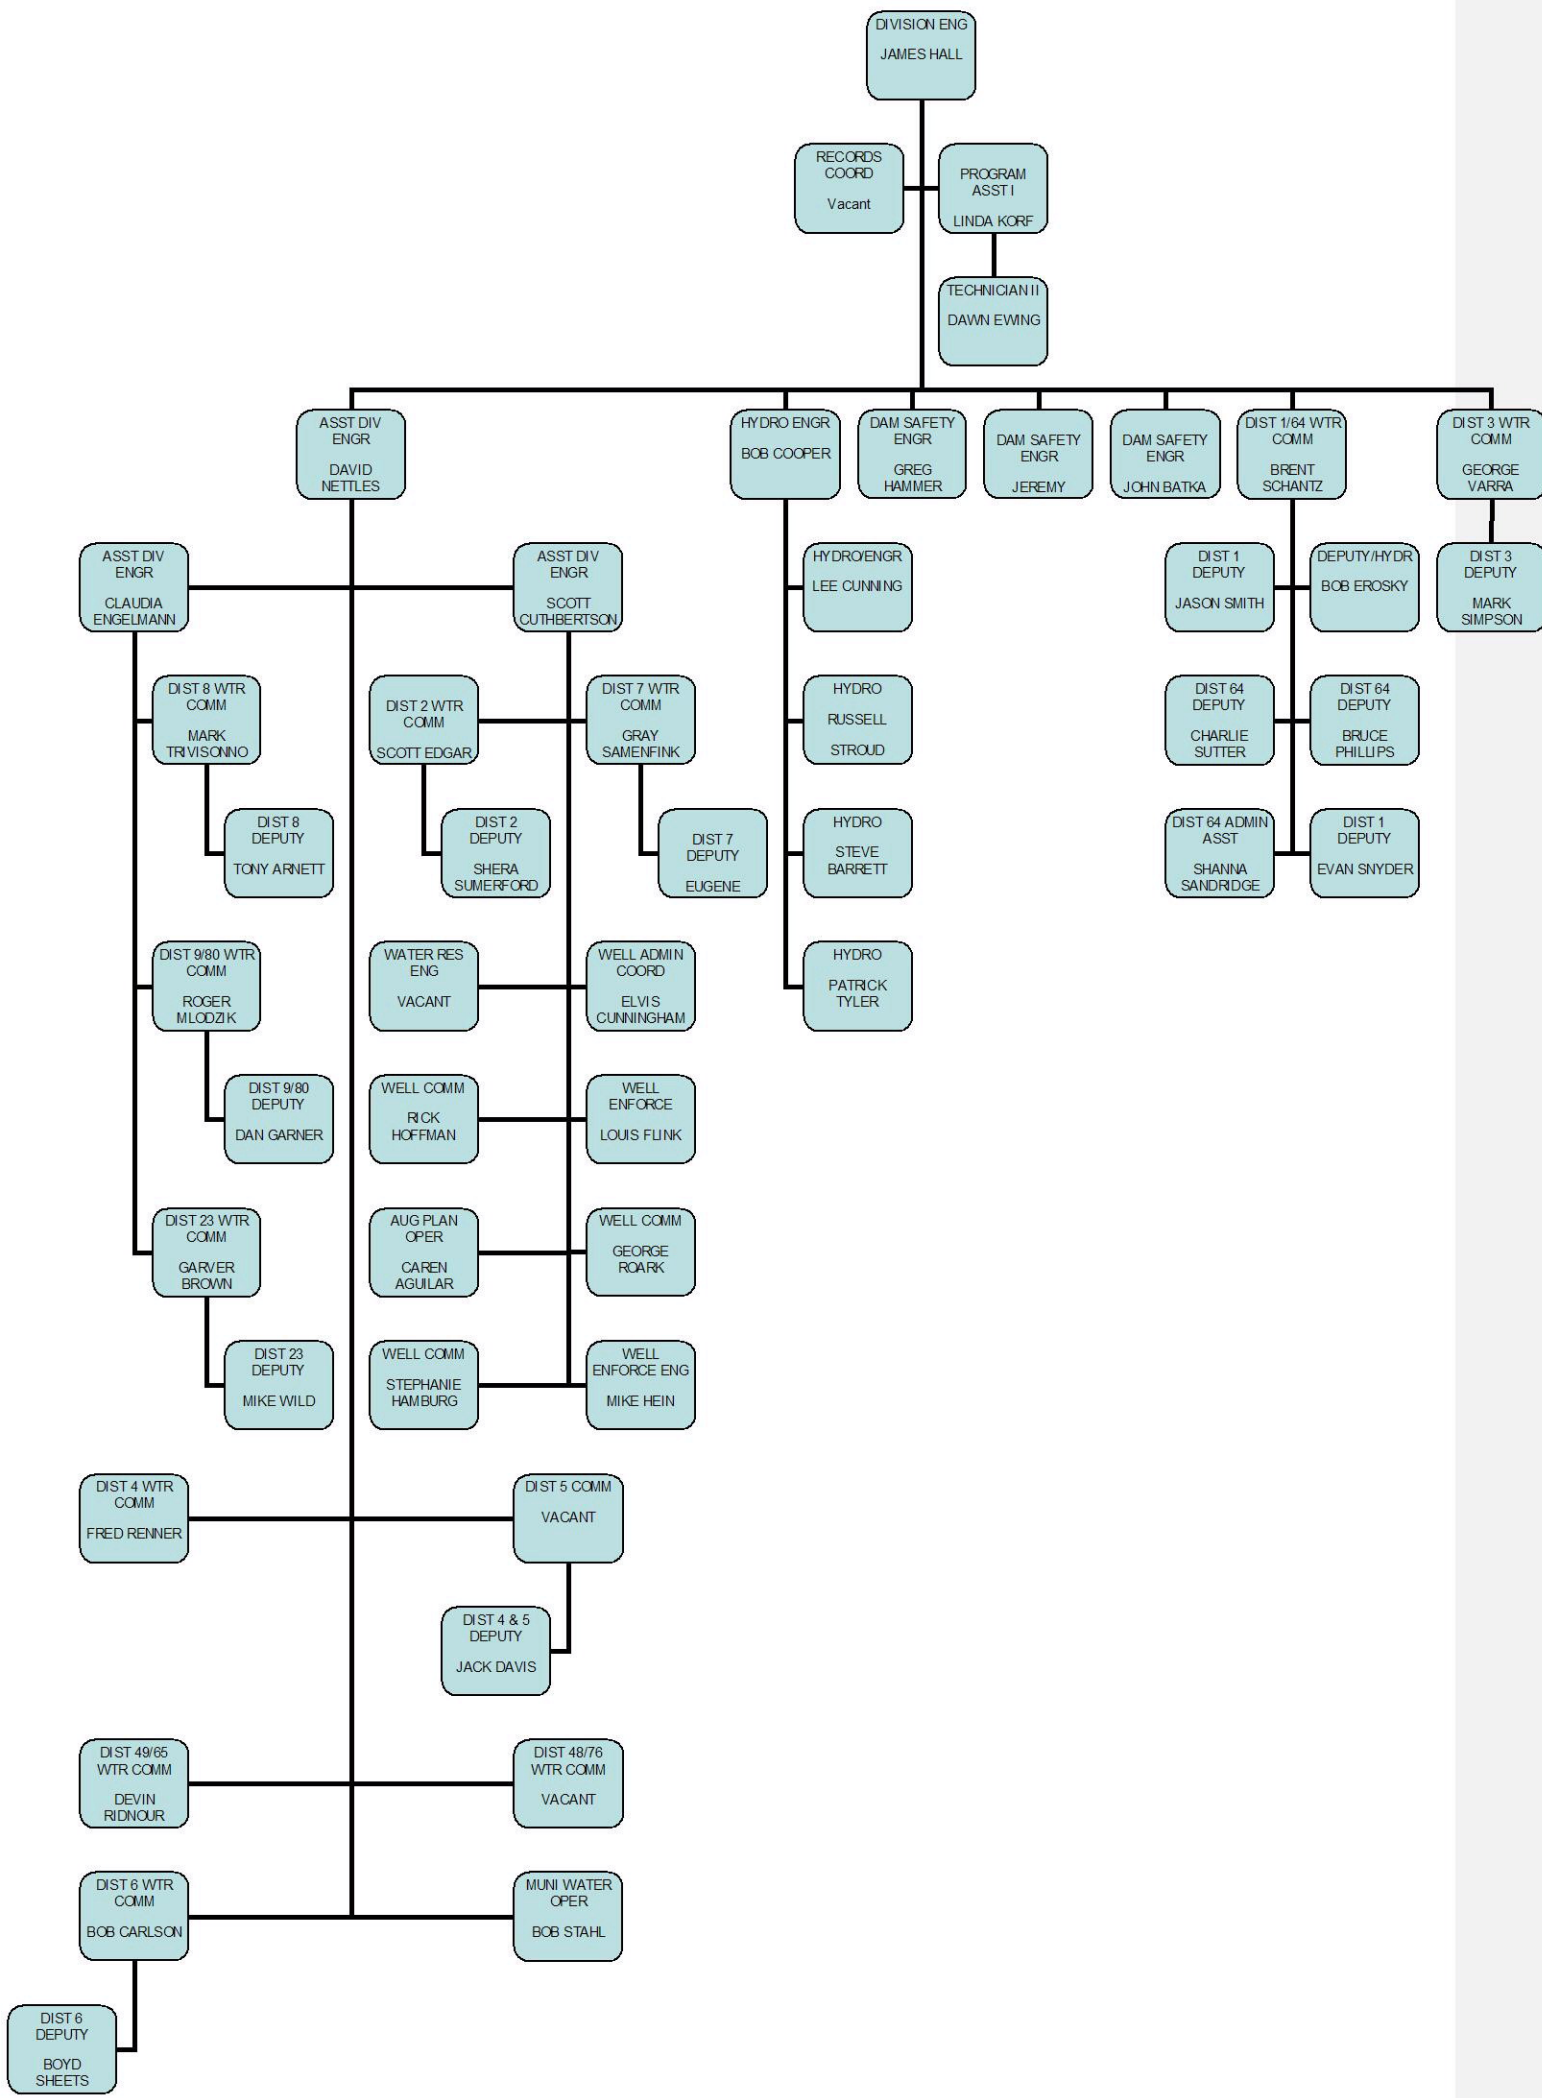 DIVISION ENG
JAMES HALL
RECORDS
COORD
Vacant
PROGRAM
ASST I
LINDA KORF
TECHNICIAN II
DAWN EWING
ASST DIV
ENGR
DAVID
NETTLES
HYDRO ENGR
BOB COOPER
DAM SAFETY
ENGR
GREG
HAMMER
DAM SAFETY
ENGR
JEREMY
DAM SAFETY
ENGR
JOHN BATKA
DIST 1/64 WTR
COMM
BRENT
SCHANTZ
DIST 3 WTR
COMM
GEORGE
VARRA
ASST DIV
ENGR
CLAUDIA
ENGELMANN
ASST DIV
ENGR
SCOTT
CUTHBERTSON
HYDRO/ENGR
LEE CUNNING
DIST 1
DEPUTY
JASON SMITH
DEPUTY/HYDR
BOB EROSKY
DIST 3
DEPUTY
MARK
SIMPSON
DIST 8 WTR
COMM
MARK
TRIVISONNO
DIST 2 WTR
COMM
SCOTT EDGAR
DIST 7 WTR
COMM
GRAY
SAMENFINK
HYDRO
RUSSELL
STROUD
DIST 64
DEPUTY
CHARLIE
SUTTER
DIST 64
DEPUTY
BRUCE
PHILLIPS
DIST 8
DEPUTY
TONY ARNETT
DIST 2
DEPUTY
SHERA
SUMERFORD
DIST 7
DEPUTY
EUGENE
HYDRO
STEVE
BARRETT
DIST 64 ADMIN
ASST
SHANNA
SANDRIDGE
DIST 1
DEPUTY
EVAN SNYDER
DIST 9/80 WTR
COMM
ROGER
MLODZIK
WATER RES
ENG
VACANT
WELL ADMIN
COORD
ELVIS
CUNNINGHAM
HYDRO
PATRICK
TYLER
DIST 9/80
DEPUTY
DAN GARNER
WELL COMM
RICK
HOFFMAN
WELL
ENFORCE
LOUIS FLINK
DIST 23 WTR
COMM
GARVER
BROWN
AUG PLAN
OPER
CAREN
AGUILAR
WELL COMM
GEORGE
ROARK
DIST 23
DEPUTY
MIKE WILD
WELL COMM
STEPHANIE
HAMBURG
WELL
ENFORCE ENG
MIKE HEIN
DIST 4 WTR
COMM
FRED RENNER
DIST 5 COMM
VACANT
DIST 4 & 5
DEPUTY
JACK DAVIS
DIST 49/65
WTR COMM
DEVIN
RIDNOUR
DIST 48/76
WTR COMM
VACANT
DIST 6 WTR
COMM
BOB CARLSON
MUNI WATER
OPER
BOB STAHL
DIST 6
DEPUTY
BOYD
SHEETS